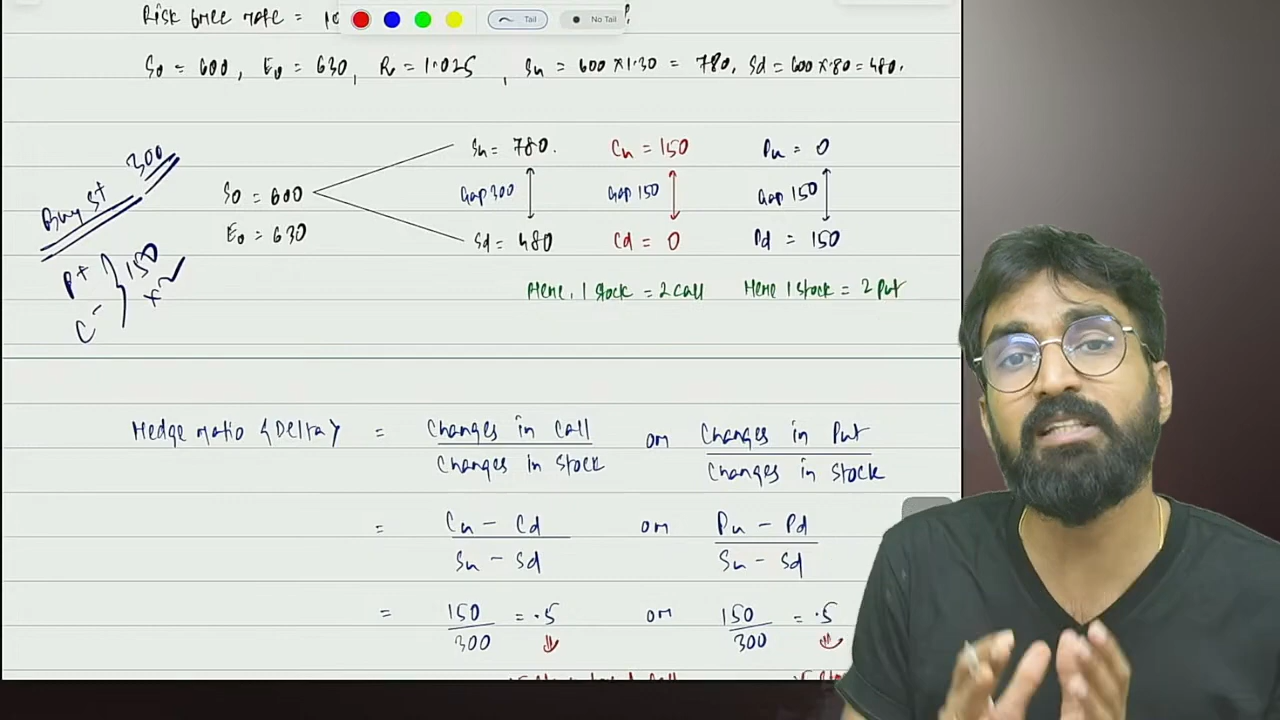 Risk free rate =
Tail
No Tail
S0 = 600, E0 = 630, R = 1.025, Su = 600 x 1.30 = 780, Sd = 600 x .80 = 480.
Buy St 300
P+
C-
150
x 2
S0 = 600
E0 = 630
Su = 780.
Cu = 150
Pu = 0
Gap 300
Gap 150
Gap 150
Sd = 480
Cd = 0
Pd = 150
Here, 1 Stock = 2 call
Here 1 Stock = 2 Put
Hedge ratio {Delta} = Changes in Call / Changes in Stock or Changes in Put / Changes in Stock
= Cu - Cd / Su - Sd or Pu - Pd / Su - Sd
= 150 / 300 = .5 or 150 / 300 = .5